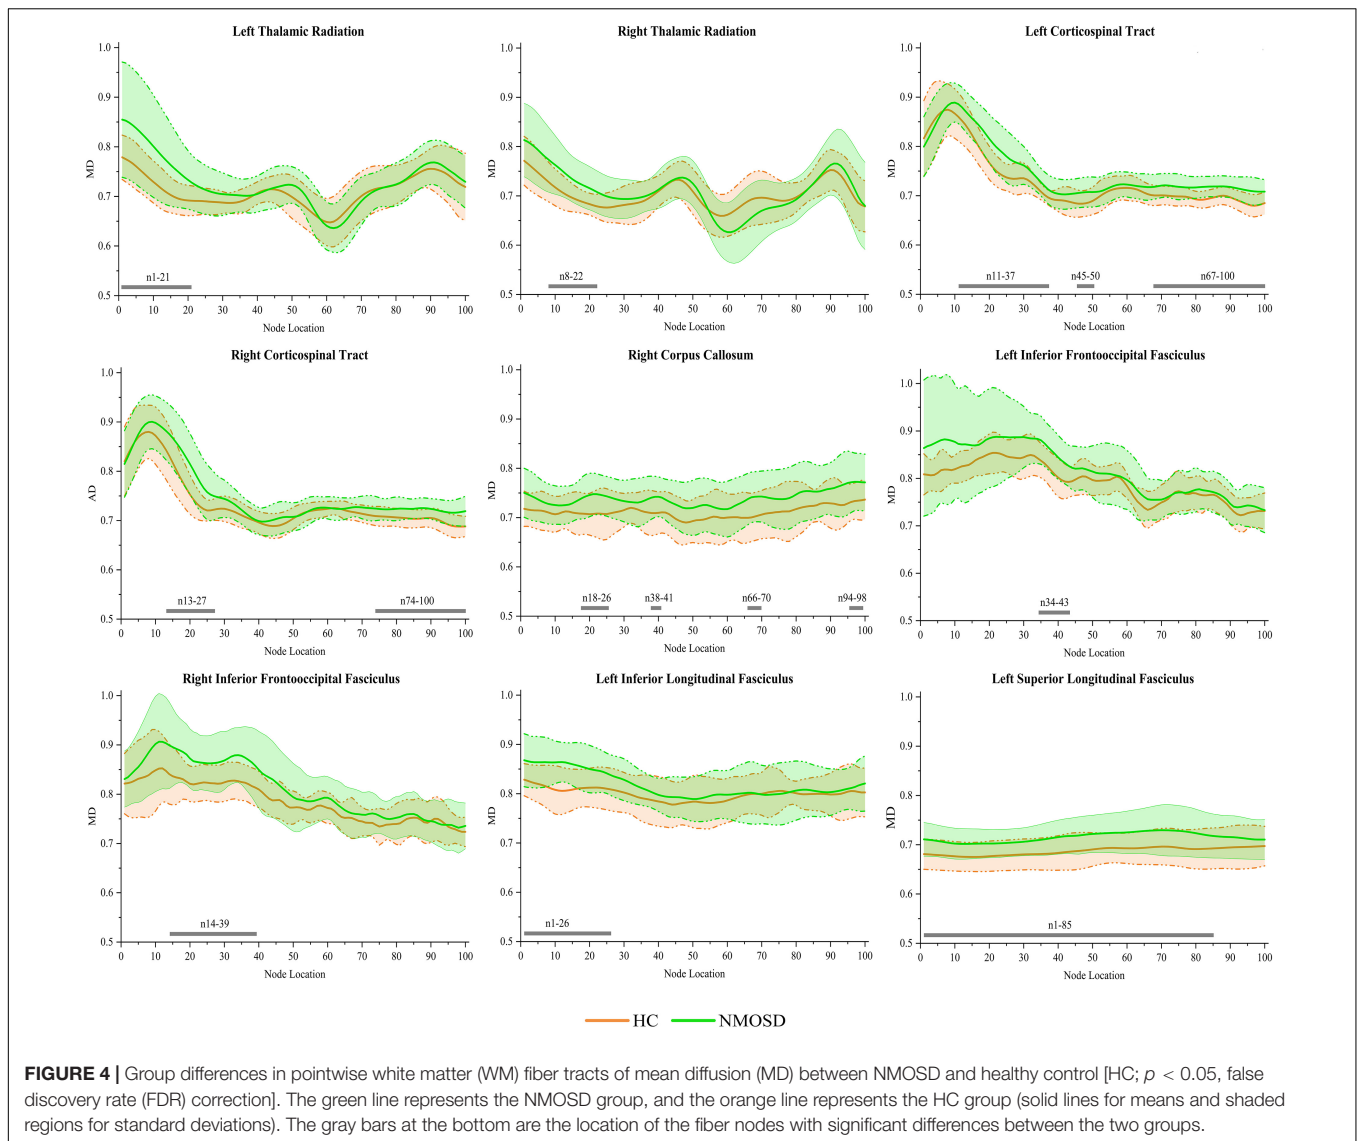 Left Thalamic Radiation
1.0
0.9
0.8
0.7
0.6
0.5
MD
n1-21
0 10 20 30 40 50 60 70 80 90 100
Node Location
Right Thalamic Radiation
1.0
0.9
0.8
0.7
0.6
0.5
MD
n8-22
0 10 20 30 40 50 60 70 80 90 100
Node Location
Left Corticospinal Tract
1.0
0.9
0.8
0.7
0.6
0.5
MD
n11-37 n45-50 n67-100
0 10 20 30 40 50 60 70 80 90 100
Node Location
Right Corticospinal Tract
1.0
0.9
0.8
0.7
0.6
0.5
AD
n13-27 n74-100
0 10 20 30 40 50 60 70 80 90 100
Node Location
Right Corpus Callosum
1.0
0.9
0.8
0.7
0.6
0.5
MD
n18-26 n38-41 n66-70 n94-98
0 10 20 30 40 50 60 70 80 90 100
Node Location
Left Inferior Frontooccipital Fasciculus
1.0
0.9
0.8
0.7
0.6
0.5
MD
n34-43
0 10 20 30 40 50 60 70 80 90 100
Node Location
Right Inferior Frontooccipital Fasciculus
1.0
0.9
0.8
0.7
0.6
0.5
MD
n14-39
0 10 20 30 40 50 60 70 80 90 100
Node Location
Left Inferior Longitudinal Fasciculus
1.0
0.9
0.8
0.7
0.6
0.5
MD
n1-26
0 10 20 30 40 50 60 70 80 90 100
Node Location
Left Superior Longitudinal Fasciculus
1.0
0.9
0.8
0.7
0.6
0.5
MD
n1-85
0 10 20 30 40 50 60 70 80 90 100
Node Location
HC NMOSD
FIGURE 4 | Group differences in pointwise white matter (WM) fiber tracts of mean diffusion (MD) between NMOSD and healthy control [HC; p < 0.05, false
discovery rate (FDR) correction]. The green line represents the NMOSD group, and the orange line represents the HC group (solid lines for means and shaded
regions for standard deviations). The gray bars at the bottom are the location of the fiber nodes with significant differences between the two groups.